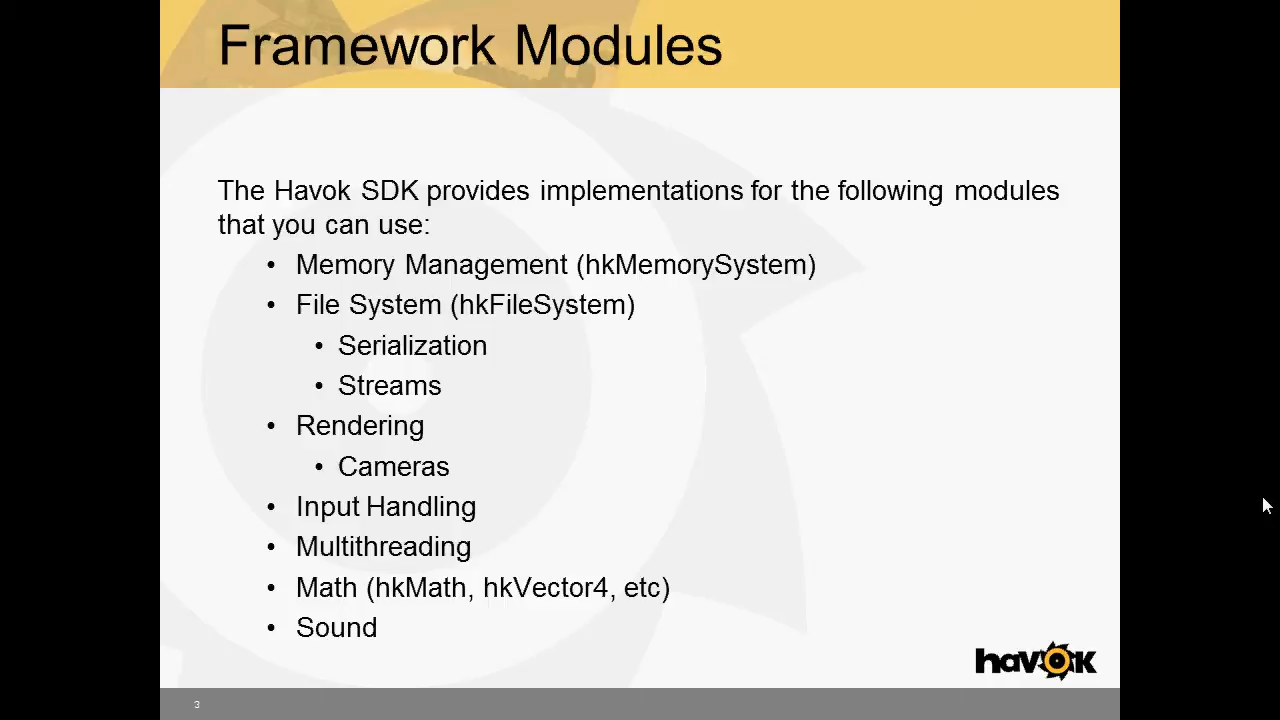 Framework Modules
The Havok SDK provides implementations for the following modules
that you can use:
• Memory Management (hkMemorySystem)
• File System (hkFileSystem)
• Serialization
• Streams
• Rendering
• Cameras
• Input Handling
• Multithreading
• Math (hkMath, hkVector4, etc)
• Sound
havok
3